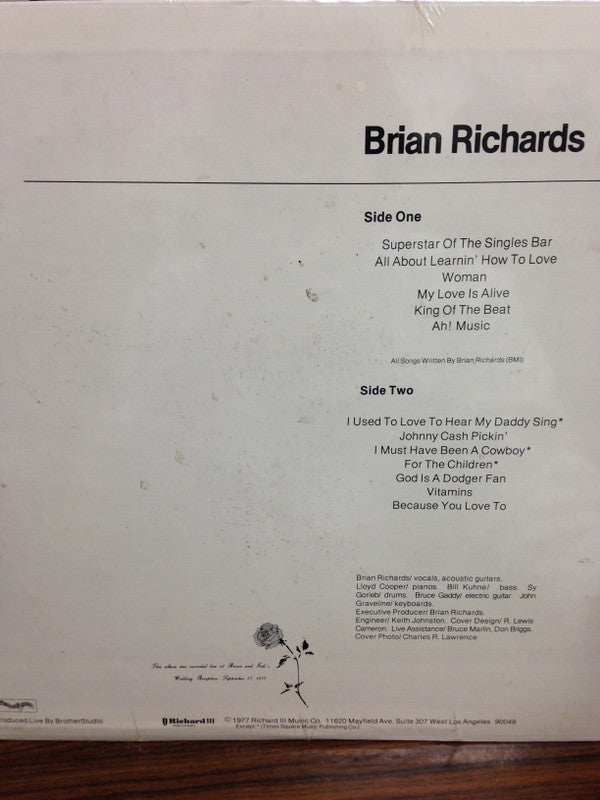 Brian Richards
Side One
Superstar Of The Singles Bar
All About Learnin' How To Love
Woman
My Love Is Alive
King Of The Beat
Ah! Music
All Songs Written By Brian Richards (BMI)
Side Two
I Used To Love To Hear My Daddy Sing*
Johnny Cash Pickin'
I Must Have Been A Cowboy*
For The Children*
God Is A Dodger Fan
Vitamins
Because You Love To
Brian Richards/ vocals, acoustic guitars.
Lloyd Cooper/ pianos. Bill Kuhne/ bass. Sy
Gorieb/ drums. Bruce Gaddy/ electric guitar. John
Graveline/ keyboards.
Executive Producer/ Brian Richards.
Engineer/ Keith Johnston. Cover Design/ R. Lewis
Cameron. Live Assistance/ Bruce Marlin, Don Briggs.
Cover Photo/ Charles R. Lawrence
This album was recorded live at Brian and
Wedding Reception, September 17, 1977
roduced Live By BrotherStudio
Richard III
© 1977 Richard III Music Co. 11620 Mayfield Ave. Suite 307 West Los Angeles 90049
Except:* (Times Square Music Publishing Co.)